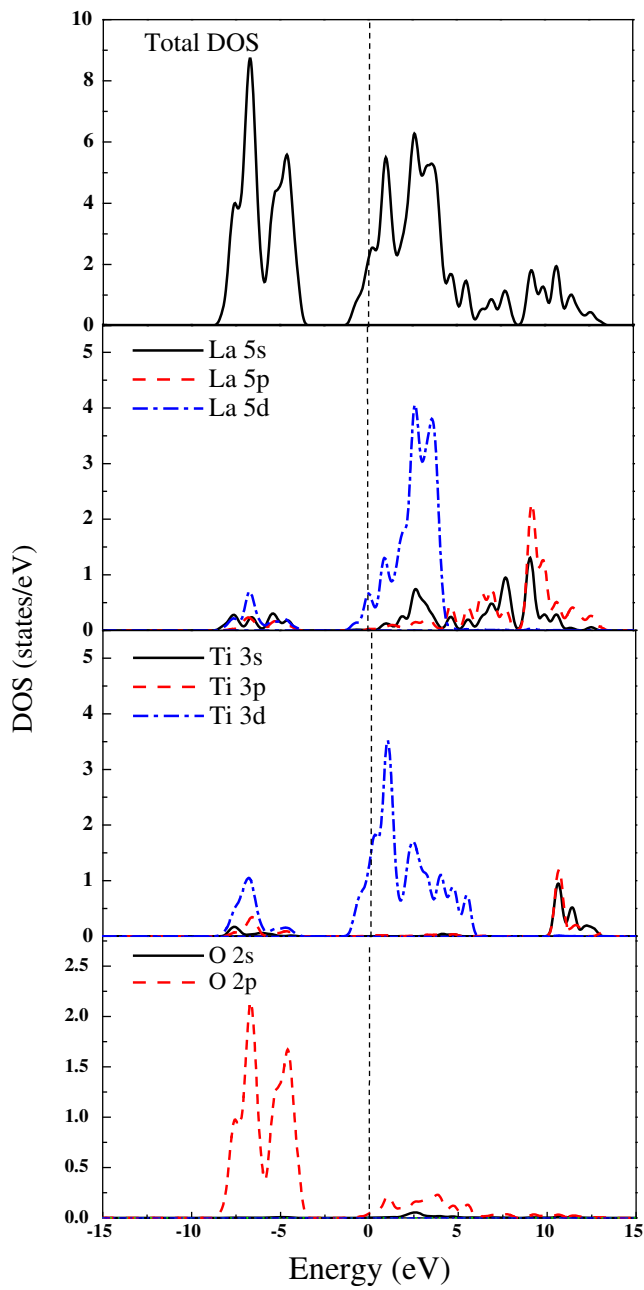 10
Total DOS
8
6
4
2
0
5
La 5s
La 5p
La 5d
4
3
2
1
0
5
Ti 3s
Ti 3p
Ti 3d
4
3
2
1
0
O 2s
O 2p
2.5
2.0
1.5
1.0
0.5
0.0
-15 -10 -5 0 5 10 15
Energy (eV)
DOS (states/eV)